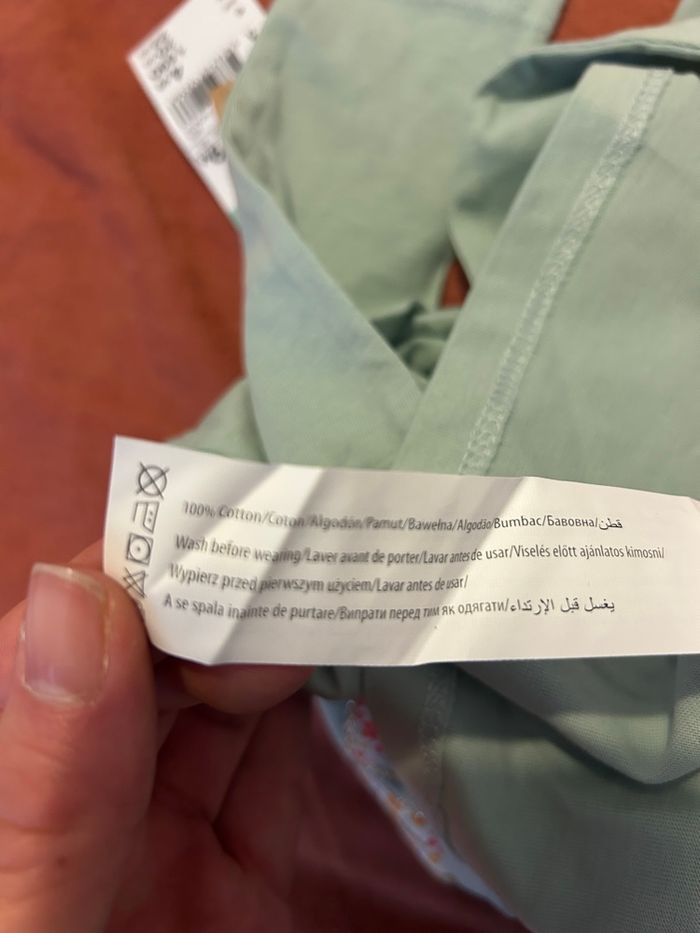 100% Cotton/Coton/Algodón/Pamut/Bawełna/Algodão/Bumbac/Бавовна/قطن
Wash before wearing/Laver avant de porter/Lavar antes de usar/Viselés előtt ajánlatos kimosni/
Wypierz przed pierwszym użyciem/Lavar antes de usar/
A se spala inainte de purtare/Випрати перед тим як одягати/يغسل قبل الإرتداء